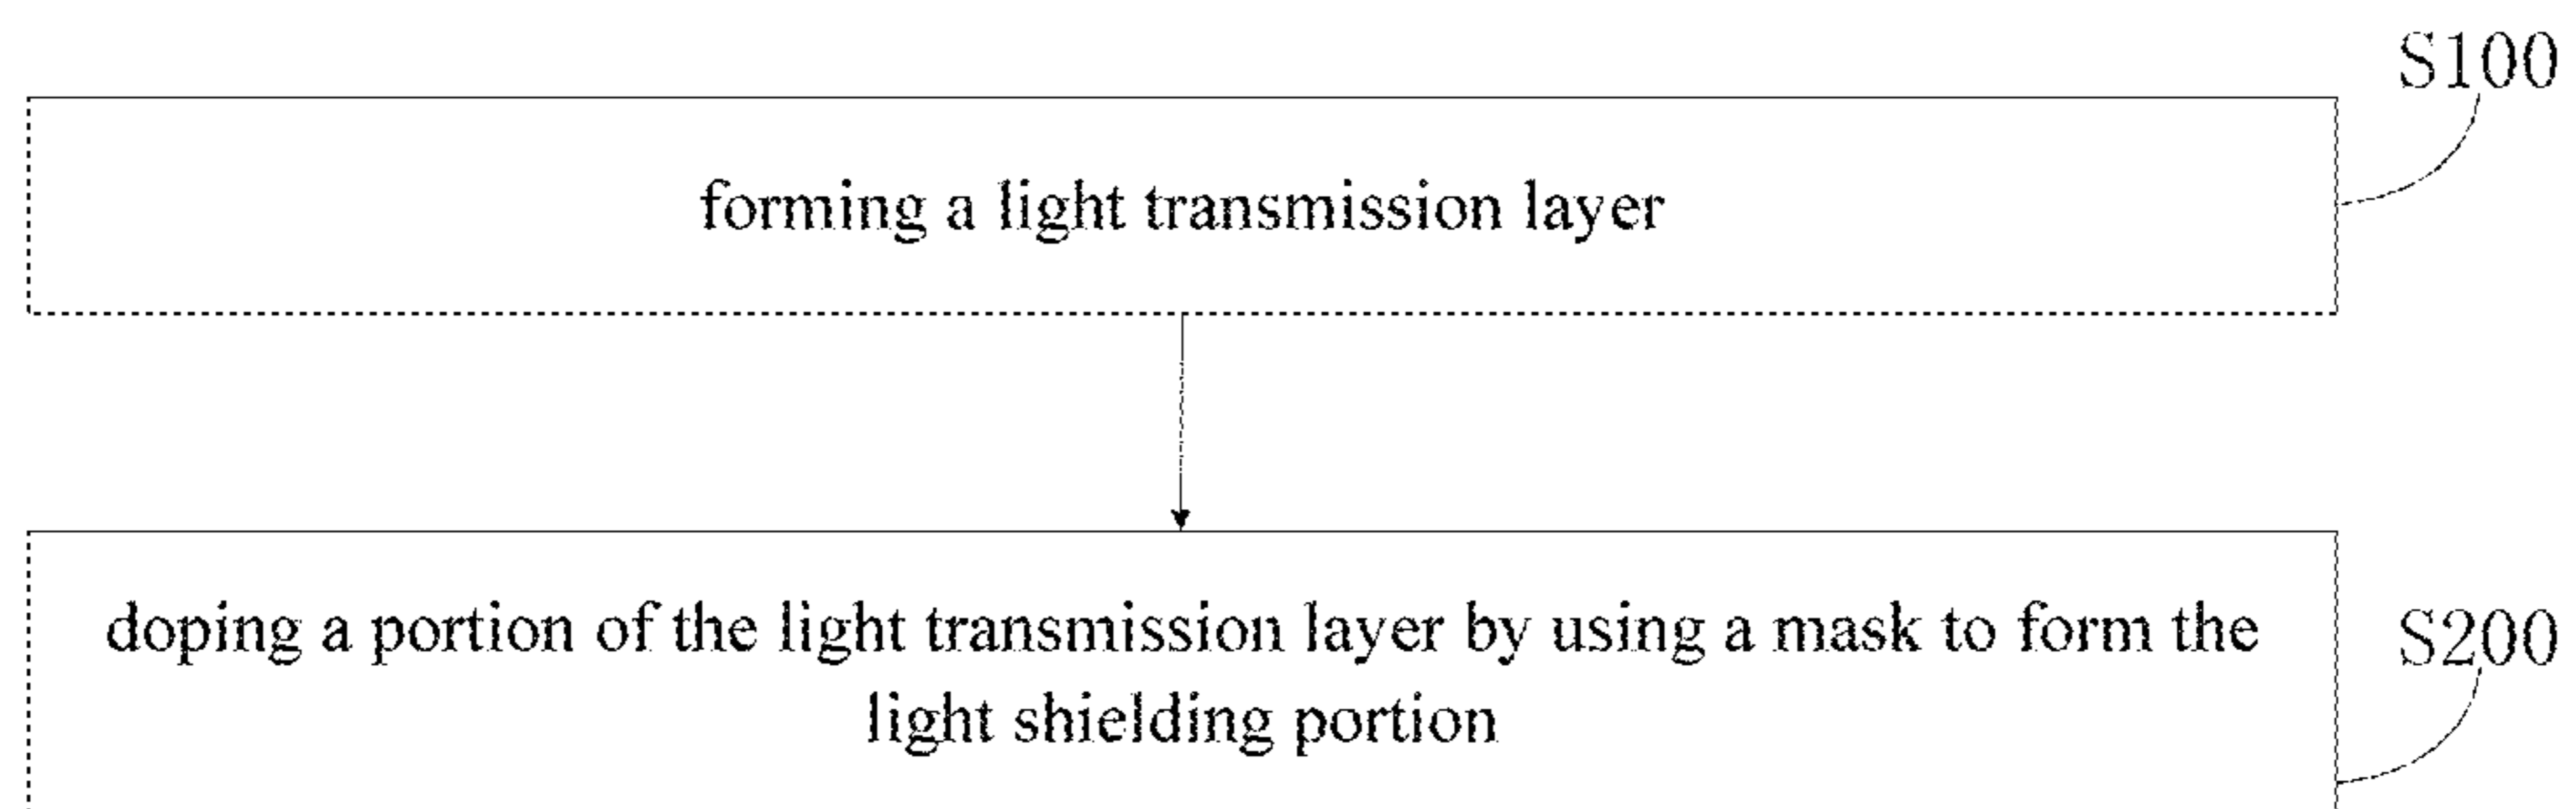 S100
forming a light transmission layer
doping a portion of the light transmission layer by using a mask to form the
S200
light shielding portion